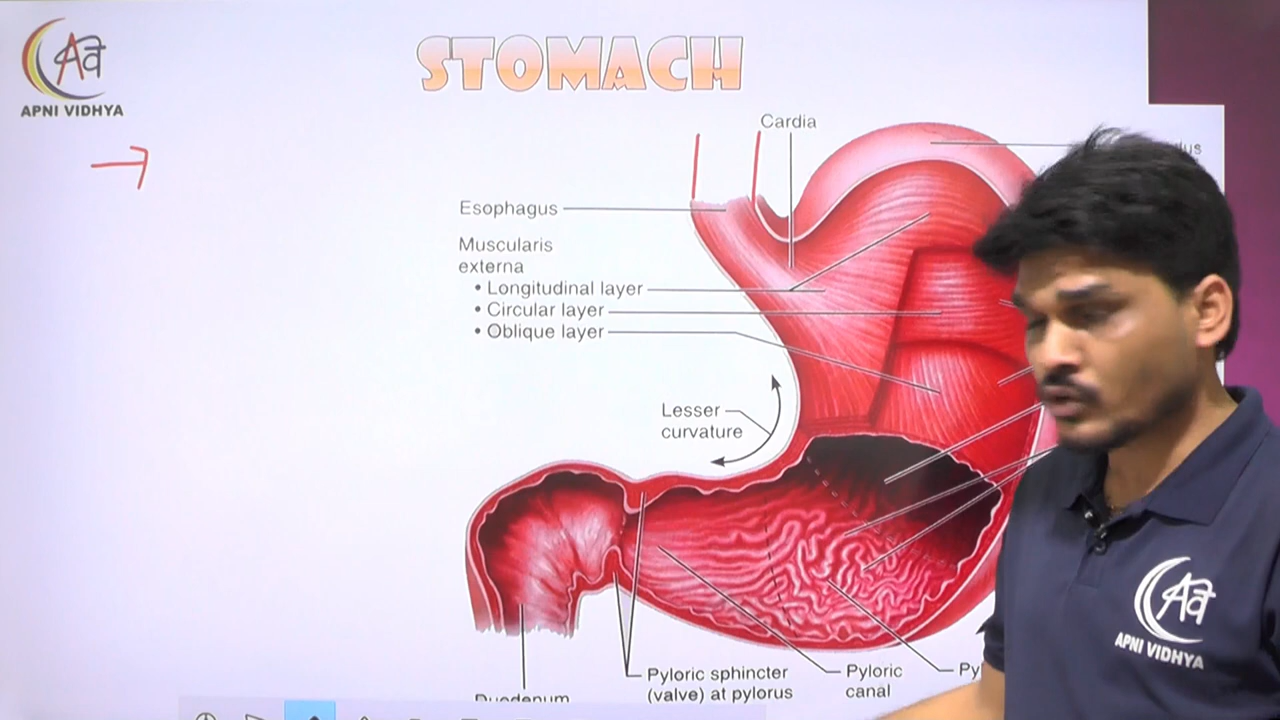 Aवि
APNI VIDHYA
STOMACH
Cardia
Esophagus
Muscularis
externa
• Longitudinal layer
• Circular layer
• Oblique layer
Lesser
curvature
Duodenum
Pyloric sphincter
(valve) at pylorus
Pyloric
canal
APNI VIDHYA